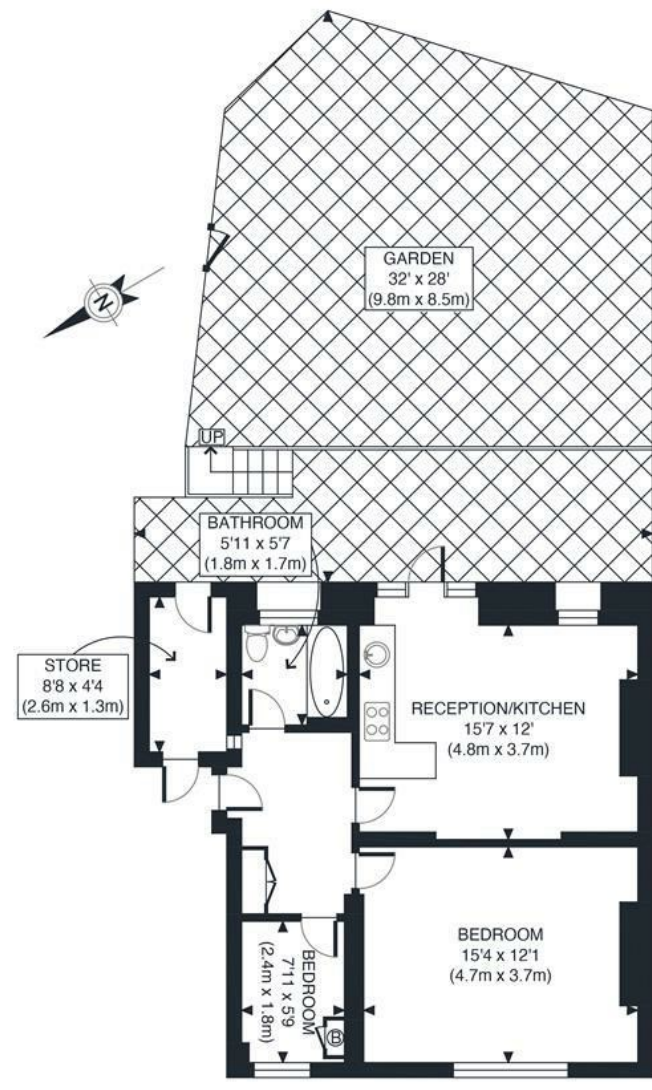 GARDEN
32' x 28'
(9.8m x 8.5m)
N
UP
BATHROOM
5'11 x 5'7
(1.8m x 1.7m)
STORE
8'8 x 4'4
(2.6m x 1.3m)
RECEPTION/KITCHEN
15'7 x 12'
(4.8m x 3.7m)
BEDROOM
15'4 x 12'1
(4.7m x 3.7m)
BEDROOM
7'11 x 5'9
(2.4m x 1.8m)
B